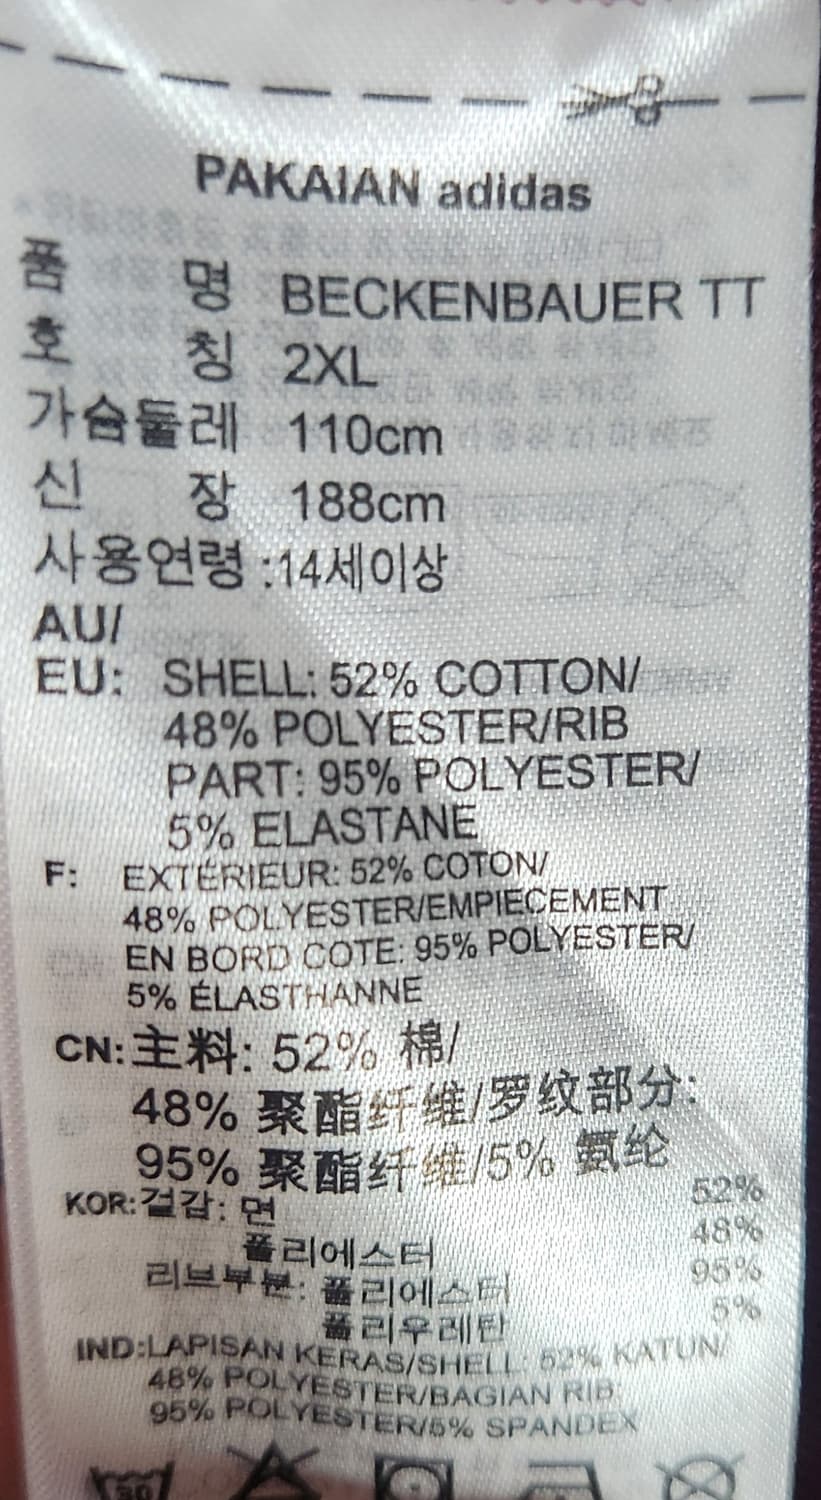 PAKAIAN adidas
품 명 BECKENBAUER TT
호 칭 2XL
가슴둘레 110cm
신 장 188cm
사용연령 :14세이상
AU/
EU: SHELL: 52% COTTON/
48% POLYESTER/RIB
PART: 95% POLYESTER/
5% ELASTANE
F: EXTÉRIEUR: 52% COTON/
48% POLYESTER/EMPIECEMENT
EN BORD COTE: 95% POLYESTER/
5% ÉLASTHANNE
CN: 主料: 52% 棉/
48% 聚酯纤维/罗纹部分:
95% 聚酯纤维/5% 氨纶
KOR: 겉감: 면 52%
폴리에스터 48%
리브부분: 폴리에스터 95%
폴리우레탄 5%
IND:LAPISAN KERAS/SHELL: 52% KATUN/
48% POLYESTER/BAGIAN RIB:
95% POLYESTER/5% SPANDEX
30